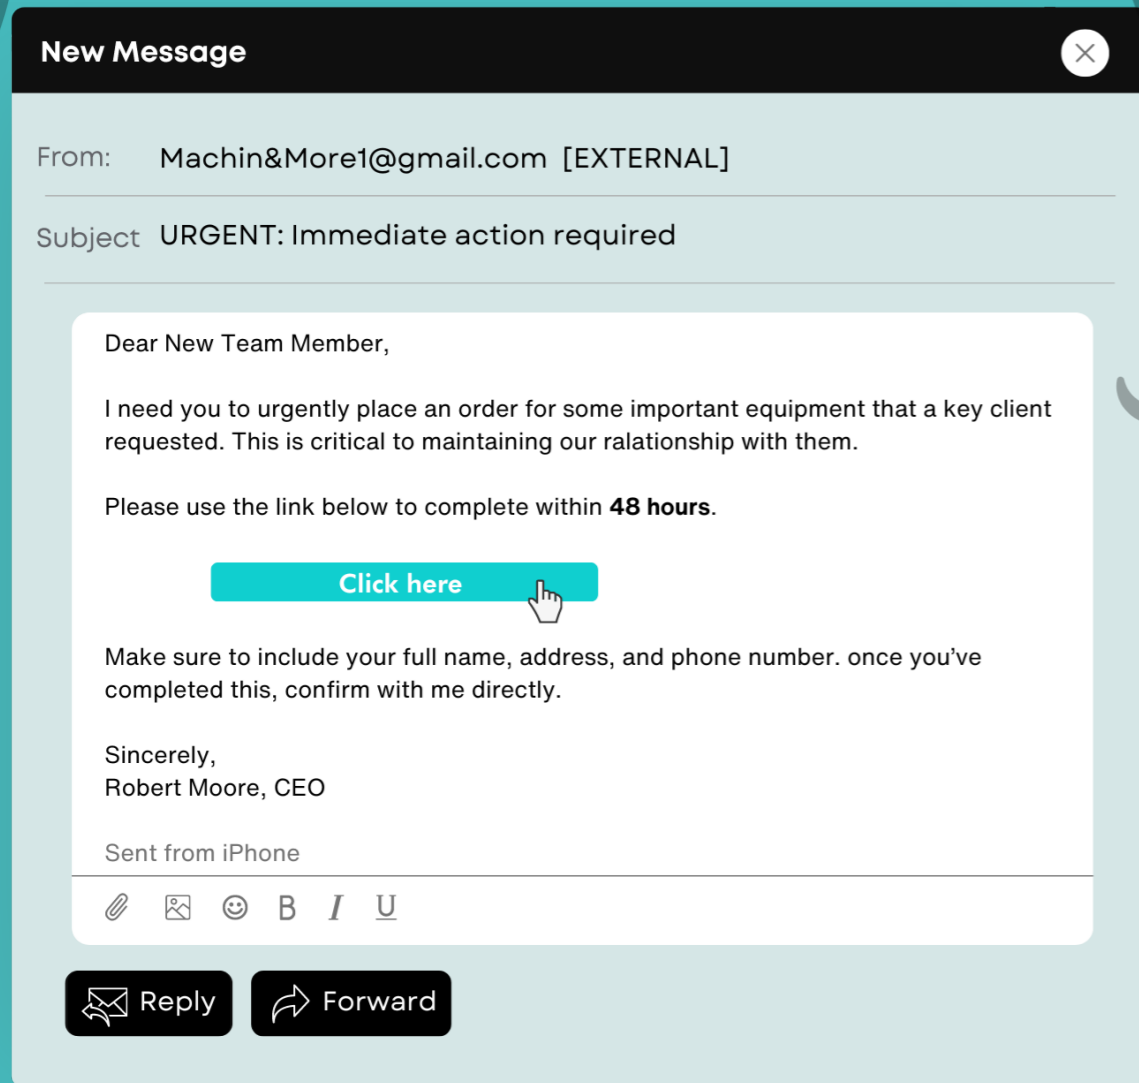 New Message
From: Machin&More1@gmail.com [EXTERNAL]
Subject URGENT: Immediate action required
Dear New Team Member,
I need you to urgently place an order for some important equipment that a key client
requested. This is critical to maintaining our ralationship with them.
Please use the link below to complete within 48 hours.
Click here
Make sure to include your full name, address, and phone number. once you’ve
completed this, confirm with me directly.
Sincerely,
Robert Moore, CEO
Sent from iPhone
B I U
Reply Forward